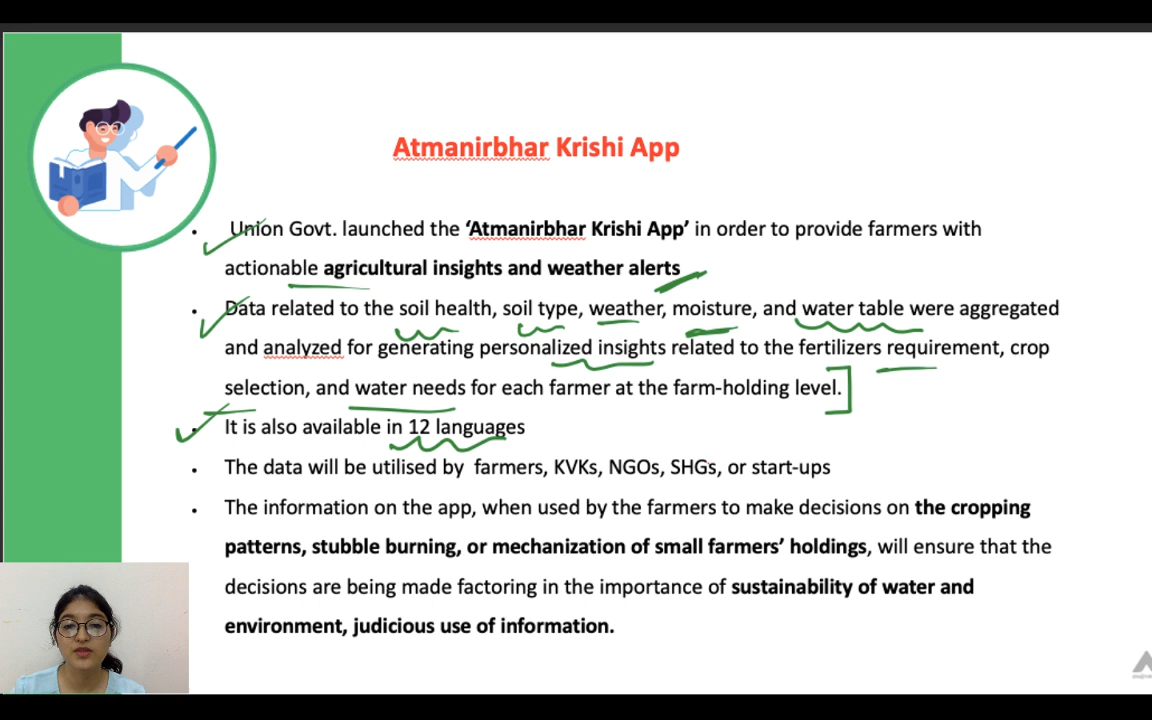 Atmanirbhar Krishi App
Union Govt. launched the ‘Atmanirbhar Krishi App’ in order to provide farmers with
actionable agricultural insights and weather alerts
Data related to the soil health, soil type, weather, moisture, and water table were aggregated
and analyzed for generating personalized insights related to the fertilizers requirement, crop
selection, and water needs for each farmer at the farm-holding level.
It is also available in 12 languages
The data will be utilised by farmers, KVKs, NGOs, SHGs, or start-ups
The information on the app, when used by the farmers to make decisions on the cropping
patterns, stubble burning, or mechanization of small farmers’ holdings, will ensure that the
decisions are being made factoring in the importance of sustainability of water and
environment, judicious use of information.